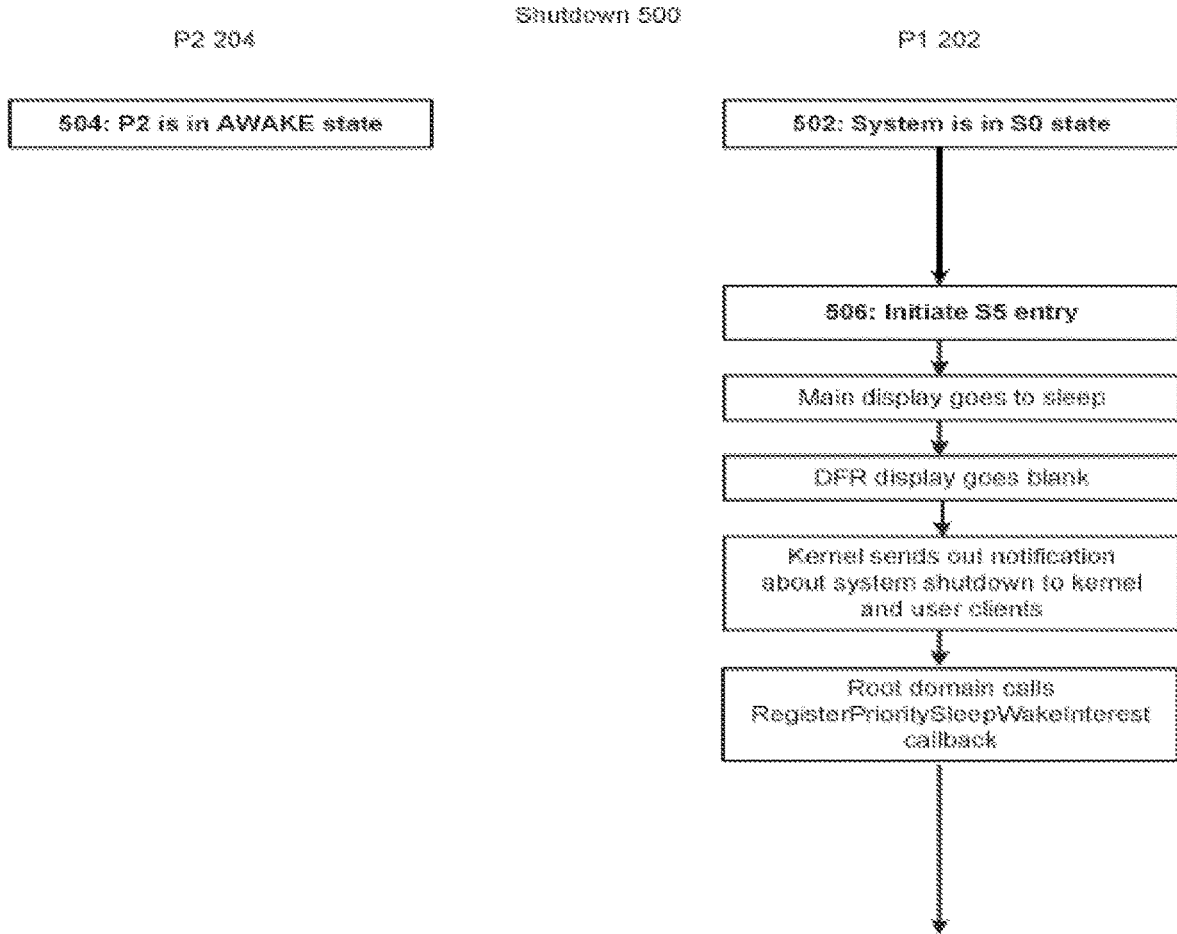 Shutdown 500
P2 204
P1 202
504: P2 is in AWAKE state
502: System is in S0 state
506: Initiate S5 entry
Main display goes to sleep
DFR display goes blank
Kernel sends out notification
about system shutdown to kernel
and user clients
Root domain calls
RegisterPrioritySleepWakeInterest
callback